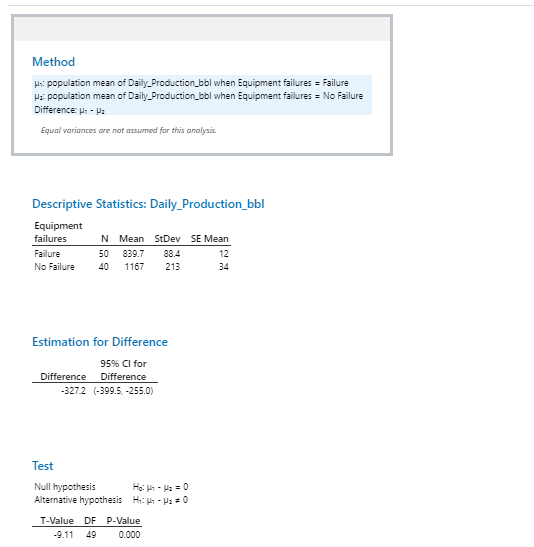 Method
μ₁: population mean of Daily_Production_bbl when Equipment failures = Failure
μ₂: population mean of Daily_Production_bbl when Equipment failures = No Failure
Difference: μ₁ - μ₂
Equal variances are not assumed for this analysis.
Descriptive Statistics: Daily_Production_bbl
Equipment
failures N Mean StDev SE Mean
Failure 50 839.7 88.4 12
No Failure 40 1167 213 34
Estimation for Difference
95% CI for
Difference Difference
-327.2 (-399.5, -255.0)
Test
Null hypothesis H₀: μ₁ - μ₂ = 0
Alternative hypothesis H₁: μ₁ - μ₂ ≠ 0
T-Value DF P-Value
-9.11 49 0.000